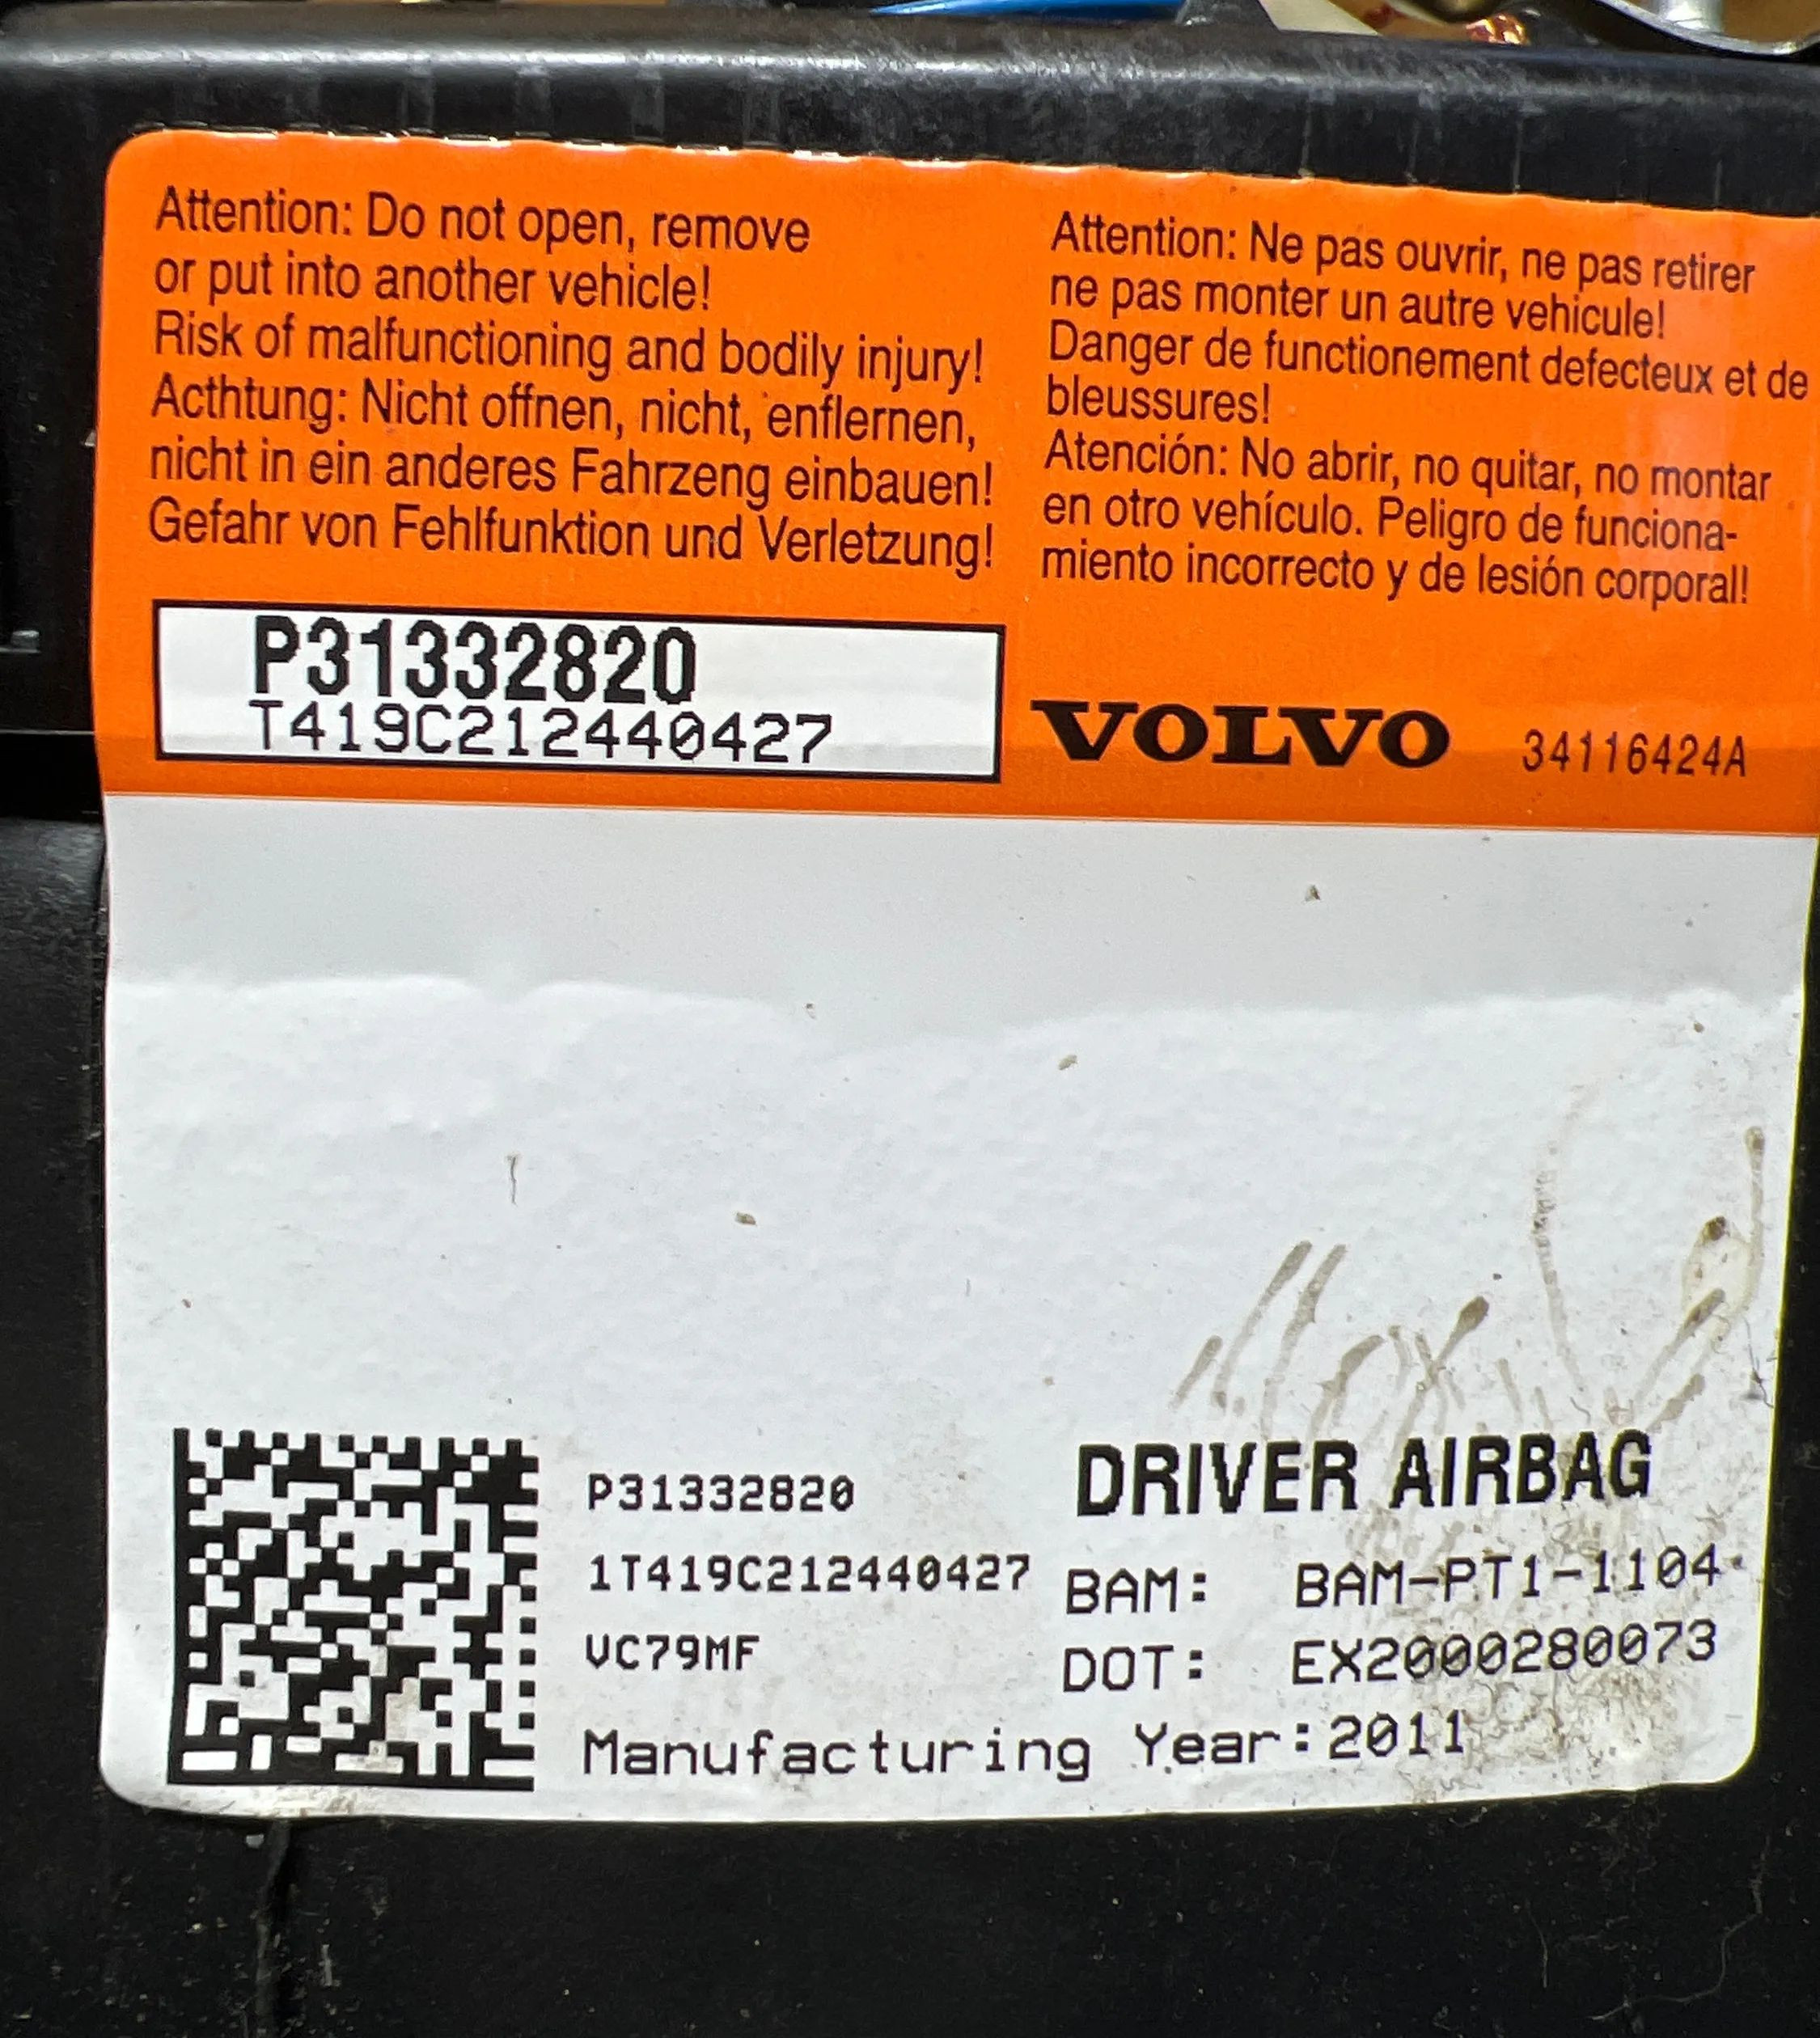 Attention: Do not open, remove
or put into another vehicle!
Risk of malfunctioning and bodily injury!
Acthtung: Nicht offnen, nicht, enflernen,
nicht in ein anderes Fahrzeng einbauen!
Gefahr von Fehlfunktion und Verletzung!
Attention: Ne pas ouvrir, ne pas retirer
ne pas monter un autre vehicule!
Danger de functionement defecteux et de
bleussures!
Atención: No abrir, no quitar, no montar
en otro vehículo. Peligro de funciona-
miento incorrecto y de lesión corporal!
P31332820
T419C212440427
VOLVO 34116424A
P31332820
1T419C212440427
VC79MF
DRIVER AIRBAG
BAM: BAM-PT1-1104
DOT: EX2000280073
Manufacturing Year:2011